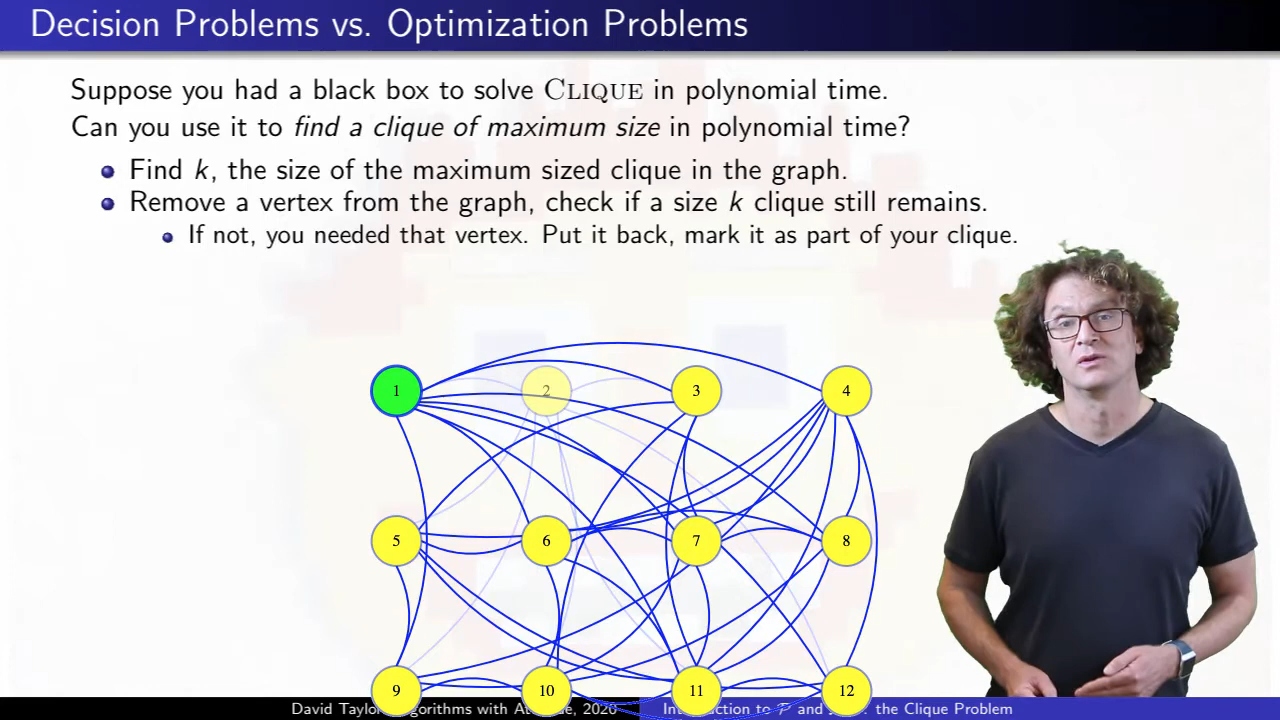 Decision Problems vs. Optimization Problems
Suppose you had a black box to solve CLIQUE in polynomial time.
Can you use it to find a clique of maximum size in polynomial time?
Find k, the size of the maximum sized clique in the graph.
Remove a vertex from the graph, check if a size k clique still remains.
If not, you needed that vertex. Put it back, mark it as part of your clique.
1 2 3 4
5 6 7 8
9 10 11 12
David Taylor 2020 Introduction to P and the Clique Problem